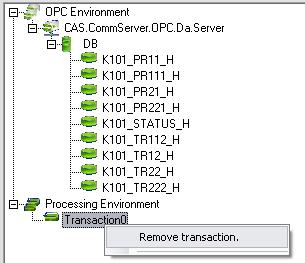 OPC Environment
CAS.CommServer.OPC.Da.Server
DB
K101_PR11_H
K101_PR111_H
K101_PR21_H
K101_PR221_H
K101_STATUS_H
K101_TR112_H
K101_TR12_H
K101_TR22_H
K101_TR222_H
Processing Environment
Transaction0
Remove transaction.